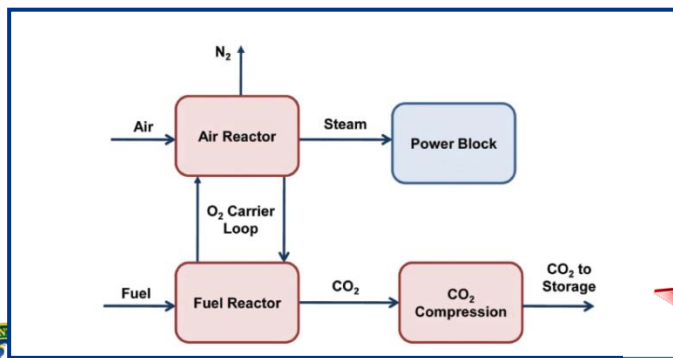 N₂
Air
Air Reactor
Steam
Power Block
O₂ Carrier
Loop
Fuel
Fuel Reactor
CO₂
CO₂
Compression
CO₂ to
Storage